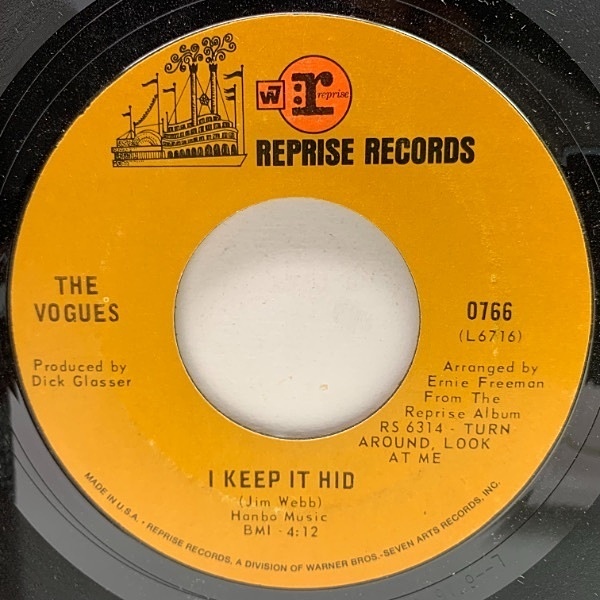 W7
r
reprise
REPRISE RECORDS
THE
VOGUES
Produced by
Dick Glasser
0766
(L6716)
Arranged by
Ernie Freeman
From The
Reprise Album
RS 6314 - TURN
AROUND, LOOK
AT ME
I KEEP IT HID
(Jim Webb)
Hanbo Music
BMI - 4:12
MADE IN U.S.A. - REPRISE RECORDS, A DIVISION OF WARNER BROS.-SEVEN ARTS RECORDS, INC.